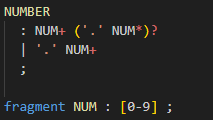 NUMBER
: NUM+ ('.' NUM*)?
| '.' NUM+
;
fragment NUM : [0-9] ;